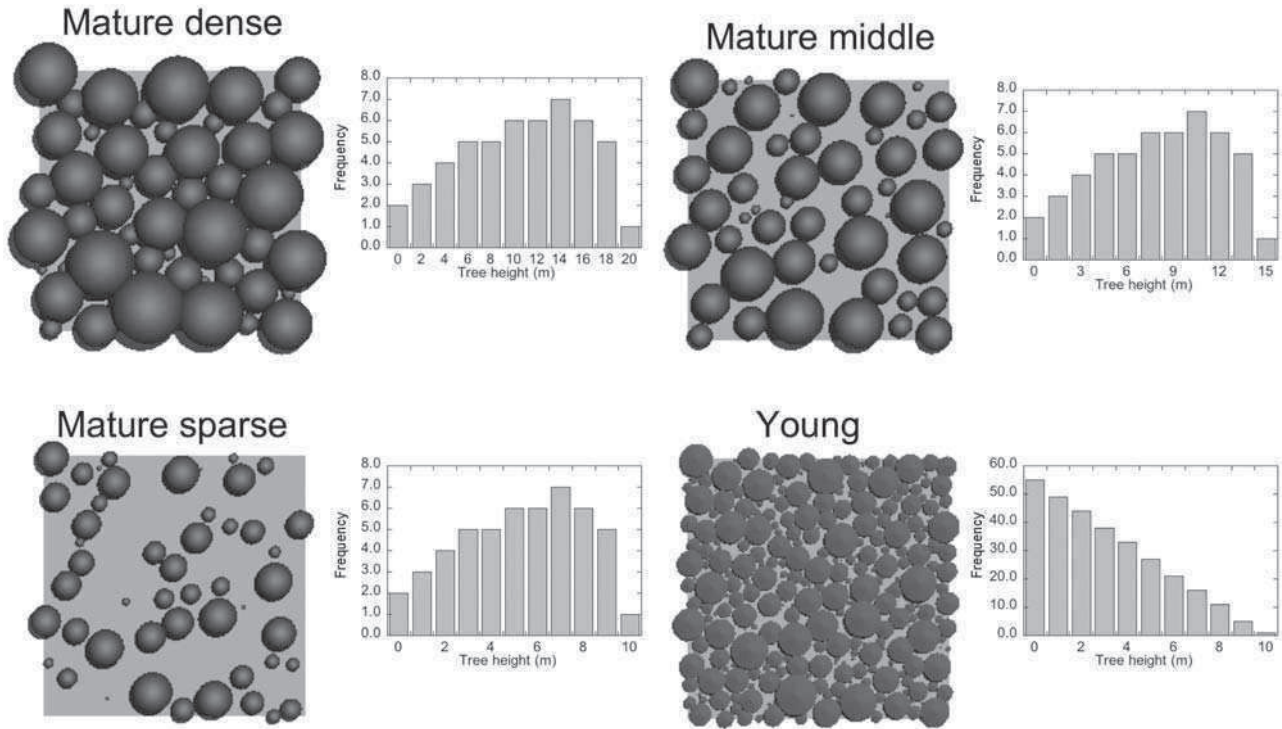 Mature dense
8.0
7.0
6.0
5.0
4.0
3.0
2.0
1.0
0.0
Frequency
0 2 4 6 8 10 12 14 16 18 20
Tree height (m)
Mature middle
8.0
7.0
6.0
5.0
4.0
3.0
2.0
1.0
0.0
Frequency
0 3 6 9 12 15
Tree height (m)
Mature sparse
8.0
7.0
6.0
5.0
4.0
3.0
2.0
1.0
0.0
Frequency
0 2 4 6 8 10
Tree height (m)
Young
60.0
50.0
40.0
30.0
20.0
10.0
0.0
Frequency
0 2 4 6 8 10
Tree height (m)